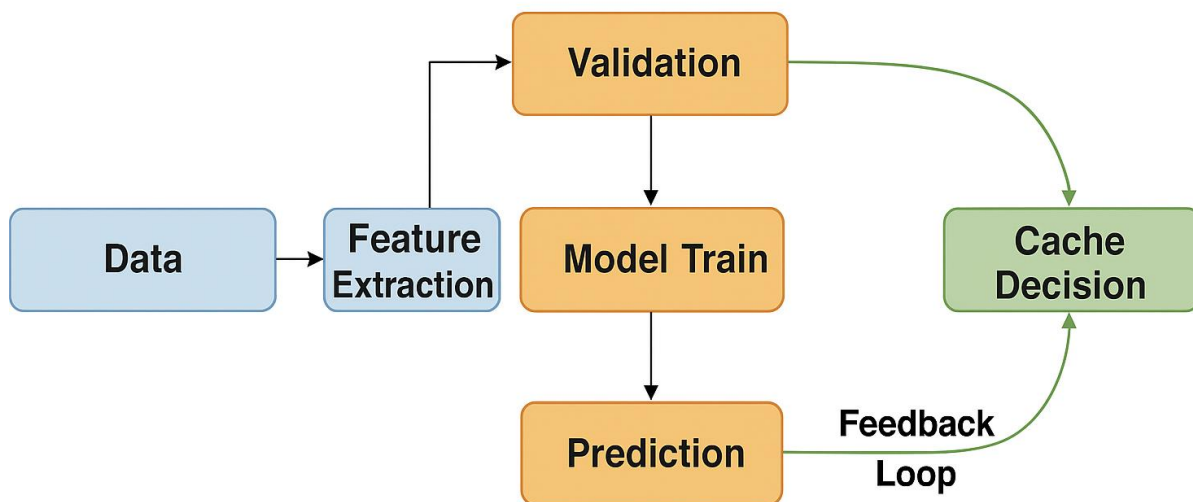 Validation
Data
Feature
Extraction
Model Train
Cache
Decision
Prediction
Feedback
Loop